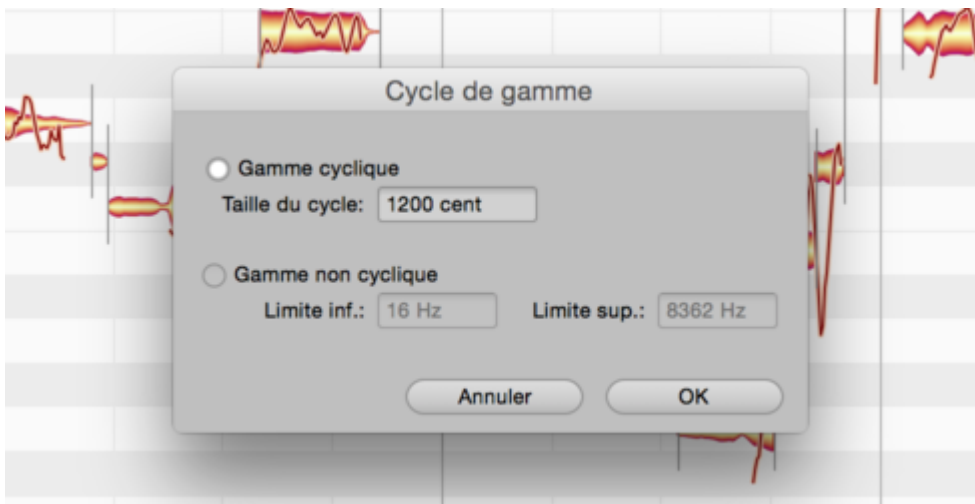 Cycle de gamme
Gamme cyclique
Taille du cycle: 1200 cent
Gamme non cyclique
Limite inf.: 16 Hz Limite sup.: 8362 Hz
Annuler OK